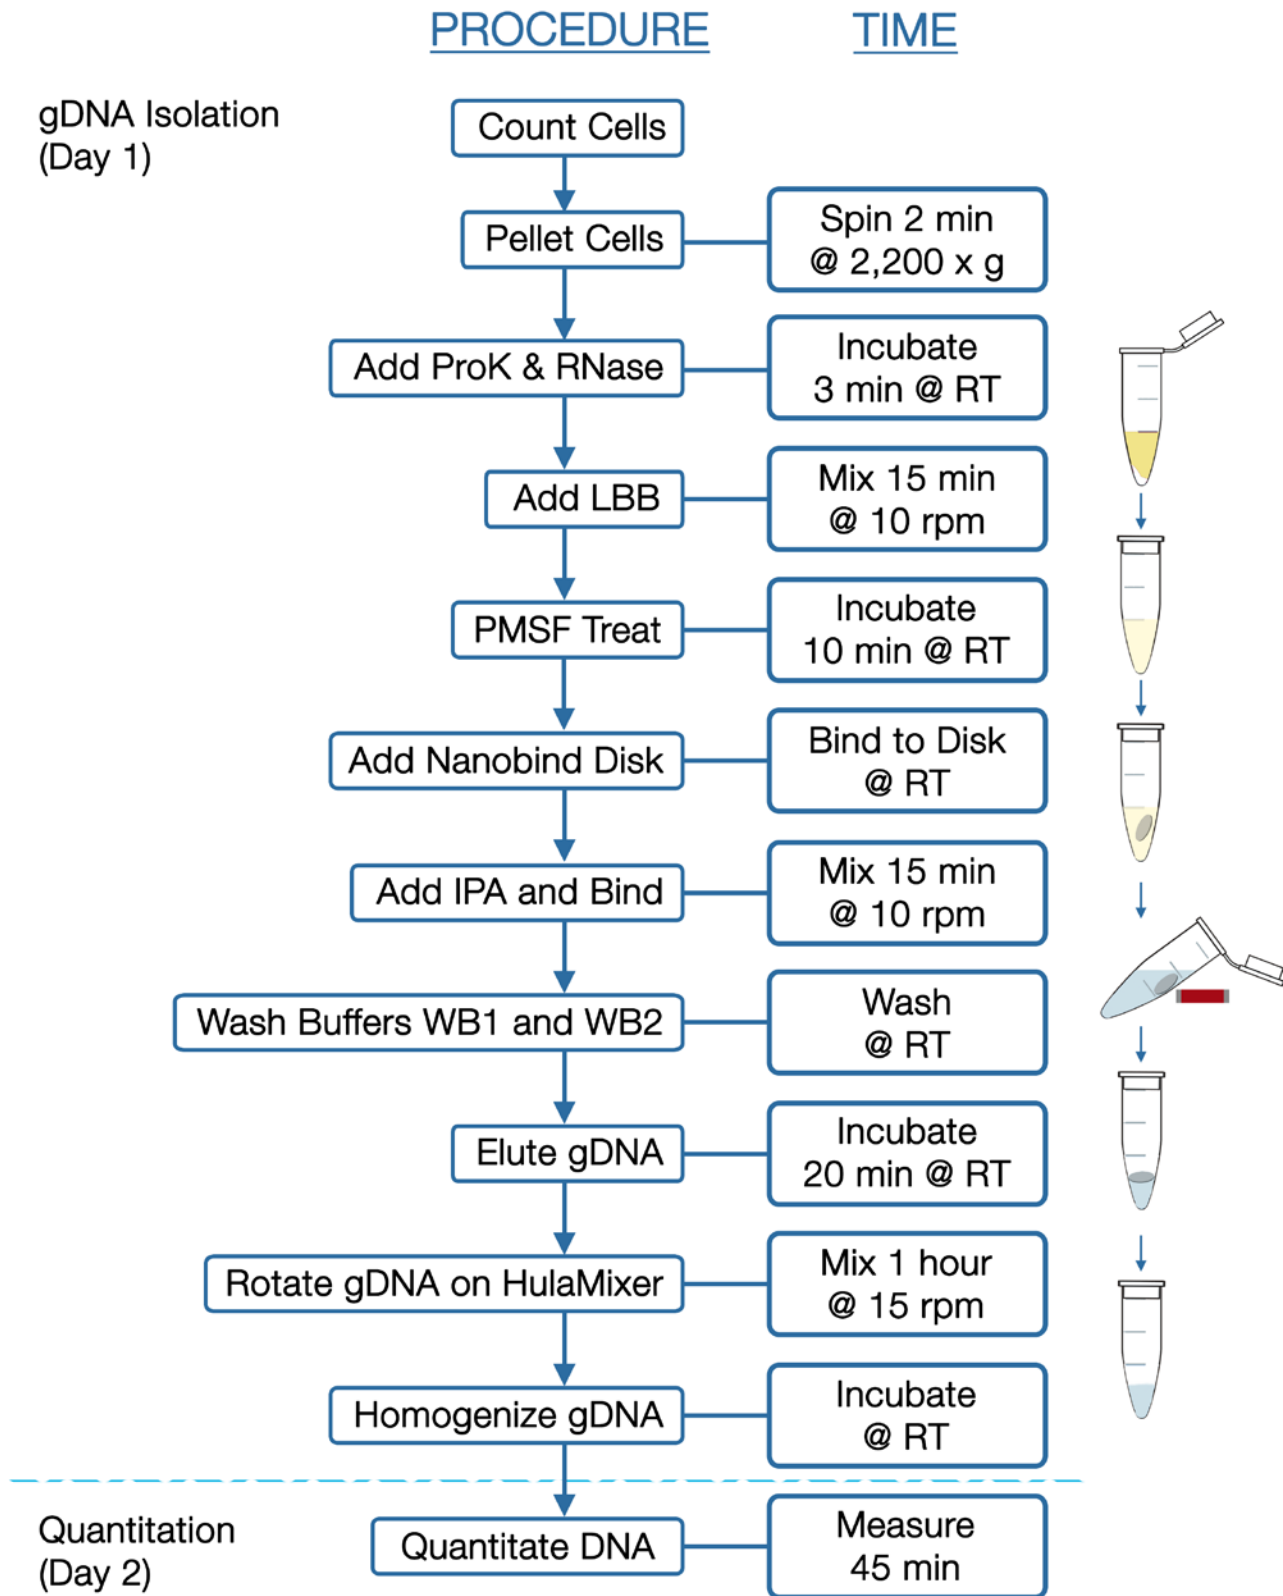 PROCEDURE TIME
gDNA Isolation
(Day 1)
Count Cells
Pellet Cells
Spin 2 min
@ 2,200 x g
Add ProK & RNase
Incubate
3 min @ RT
Add LBB
Mix 15 min
@ 10 rpm
PMSF Treat
Incubate
10 min @ RT
Add Nanobind Disk
Bind to Disk
@ RT
Add IPA and Bind
Mix 15 min
@ 10 rpm
Wash Buffers WB1 and WB2
Wash
@ RT
Elute gDNA
Incubate
20 min @ RT
Rotate gDNA on HulaMixer
Mix 1 hour
@ 15 rpm
Homogenize gDNA
Incubate
@ RT
Quantitation
(Day 2)
Quantitate DNA
Measure
45 min